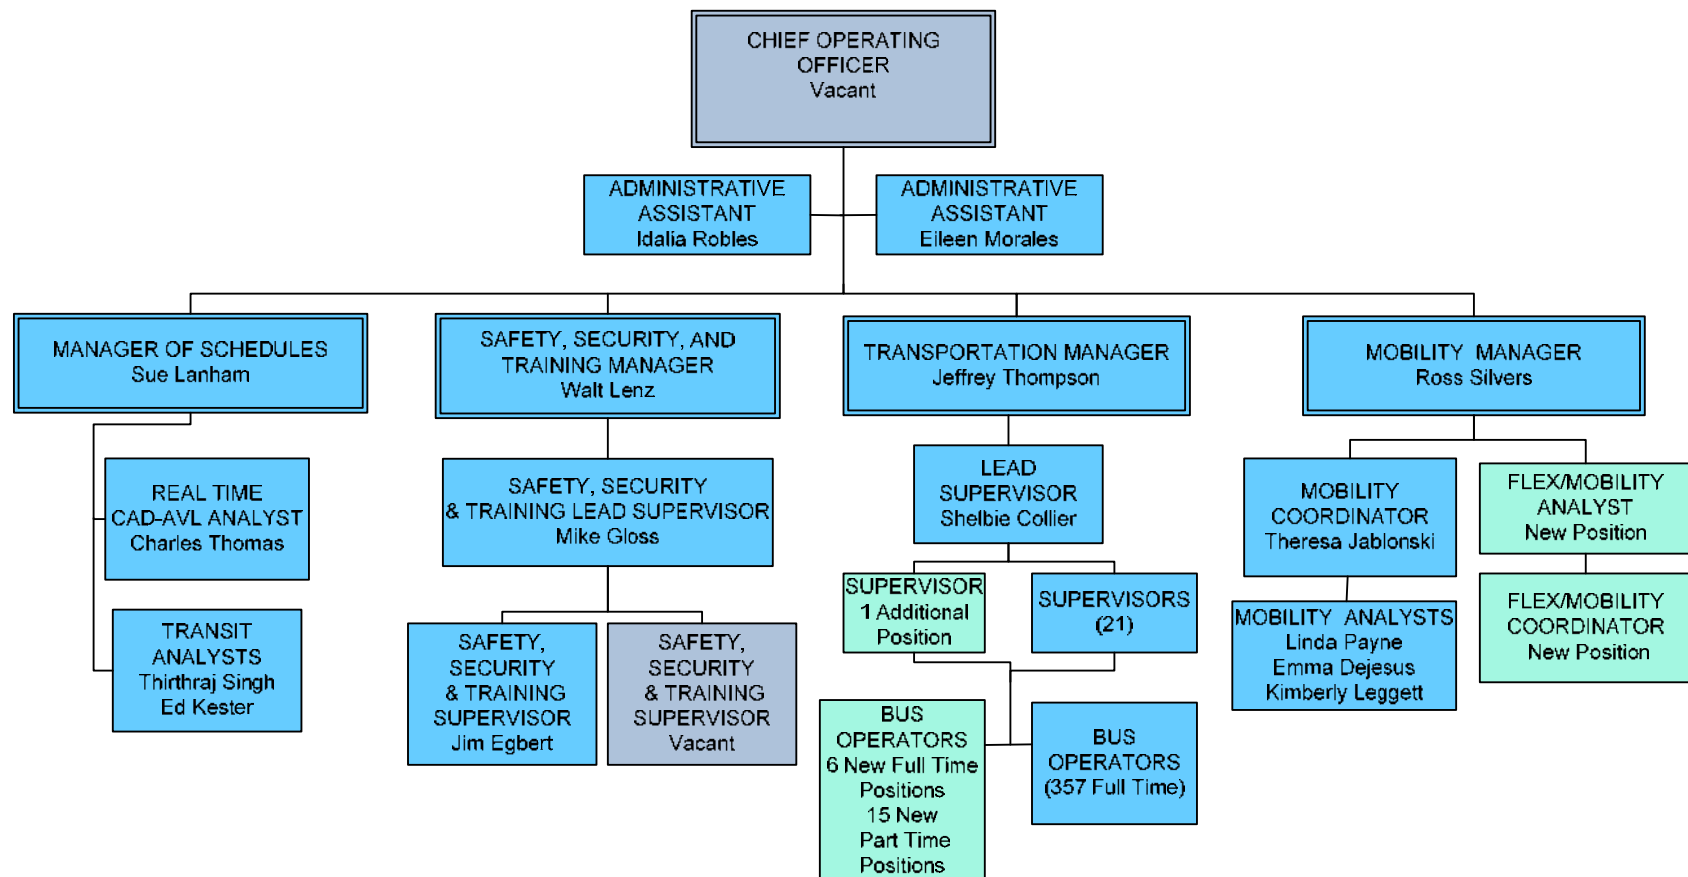 CHIEF OPERATING
OFFICER
Vacant
ADMINISTRATIVE
ASSISTANT
Idalia Robles
ADMINISTRATIVE
ASSISTANT
Eileen Morales
MANAGER OF SCHEDULES
Sue Lanham
SAFETY, SECURITY, AND
TRAINING MANAGER
Walt Lenz
TRANSPORTATION MANAGER
Jeffrey Thompson
MOBILITY MANAGER
Ross Silvers
REAL TIME
CAD-AVL ANALYST
Charles Thomas
TRANSIT
ANALYSTS
Thirthraj Singh
Ed Kester
SAFETY, SECURITY
& TRAINING LEAD SUPERVISOR
Mike Gloss
SAFETY,
SECURITY
& TRAINING
SUPERVISOR
Jim Egbert
SAFETY,
SECURITY
& TRAINING
SUPERVISOR
Vacant
LEAD
SUPERVISOR
Shelbie Collier
SUPERVISOR
1 Additional
Position
SUPERVISORS
(21)
BUS
OPERATORS
6 New Full Time
Positions
15 New
Part Time
Positions
BUS
OPERATORS
(357 Full Time)
MOBILITY
COORDINATOR
Theresa Jablonski
MOBILITY ANALYSTS
Linda Payne
Emma Dejesus
Kimberly Leggett
FLEX/MOBILITY
ANALYST
New Position
FLEX/MOBILITY
COORDINATOR
New Position